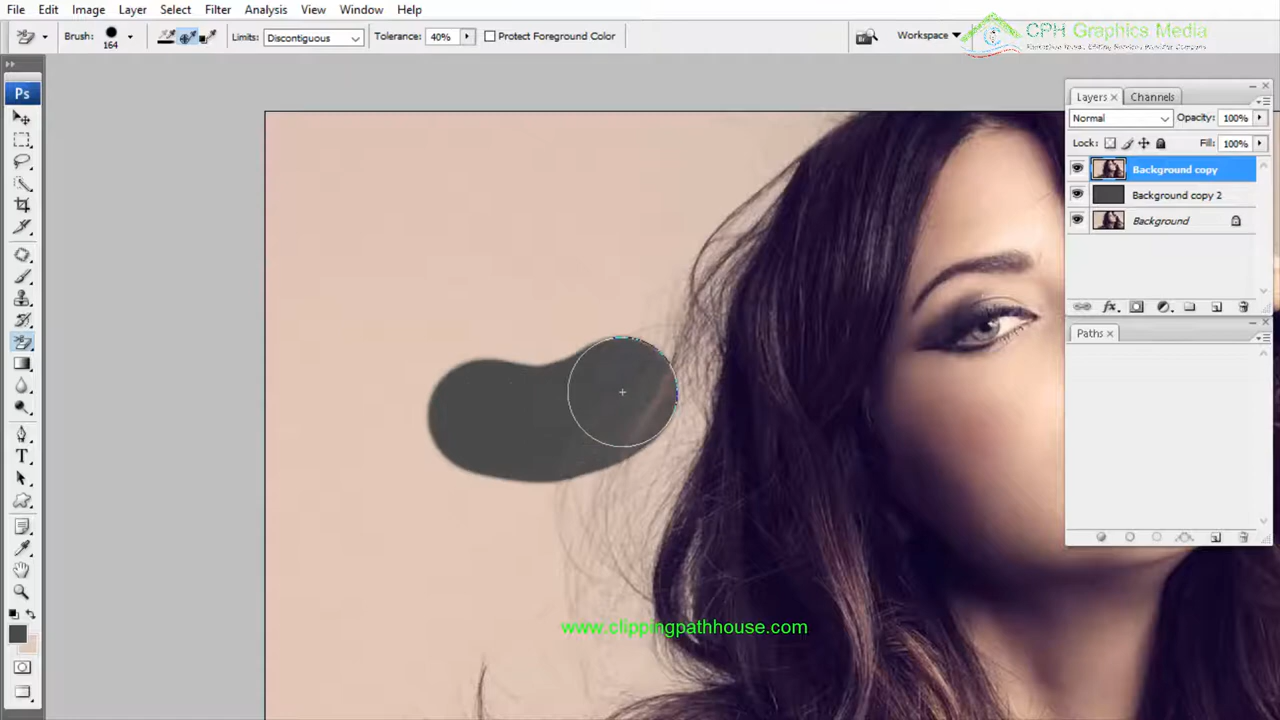 File Edit Image Layer Select Filter Analysis View Window Help
Brush: 164 Limits: Discontiguous Tolerance: 40% Protect Foreground Color Workspace
CPH Graphics Media
Ps
Layers Channels
Normal Opacity: 100%
Lock: Fill: 100%
Background copy
Background copy 2
Background
Paths
www.clippingpathhouse.com